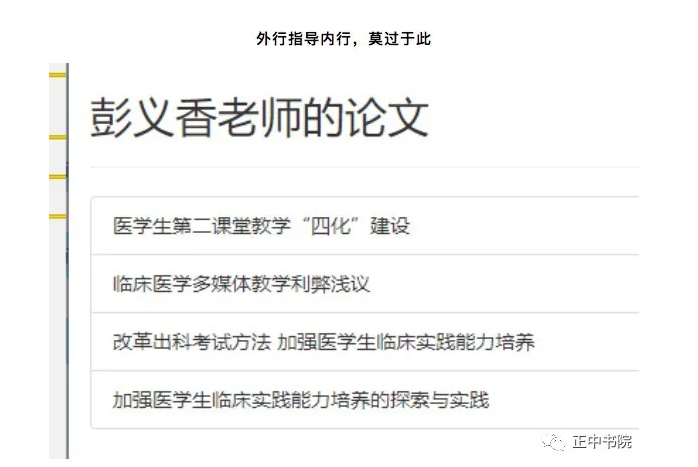 外行指导内行，莫过于此
彭义香老师的论文
医学生第二课堂教学“四化”建设
临床医学多媒体教学利弊浅议
改革出科考试方法 加强医学生临床实践能力培养
加强医学生临床实践能力培养的探索与实践
正中书院